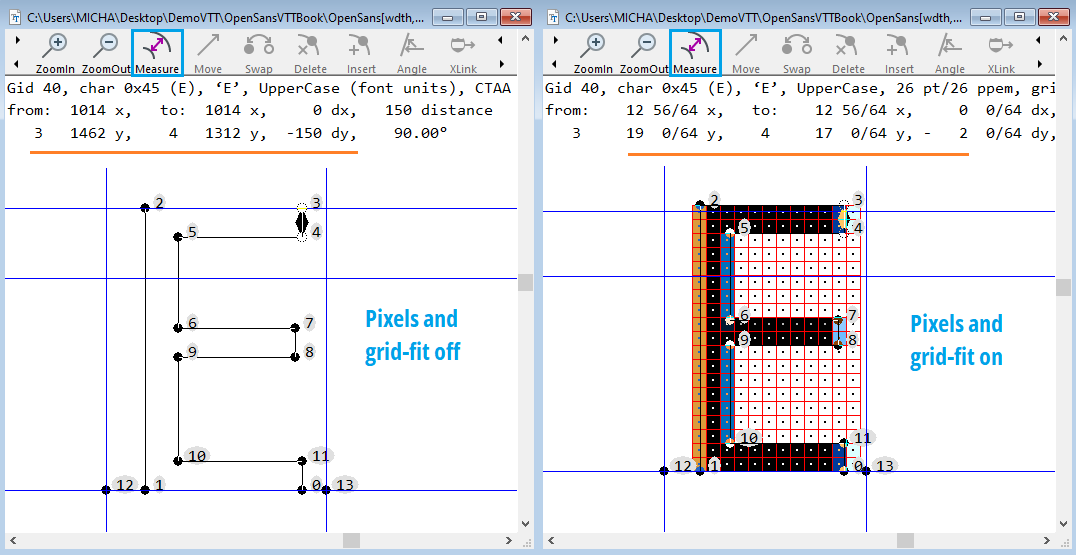 C:\Users\MICHA\Desktop\DemoVTT\OpenSansVTTBook\OpenSans[wdth,...
ZoomIn ZoomOut Measure Move Swap Delete Insert Angle XLink
Gid 40, char 0x45 (E), ‘E’, UpperCase (font units), CTAA
from: 1014 x, to: 1014 x, 0 dx, 150 distance
3 1462 y, 4 1312 y, -150 dy, 90.00°
2 3
5 4
6 7
9 8
10 11
12 1 0 13
Pixels and
grid-fit off
C:\Users\MICHA\Desktop\DemoVTT\OpenSansVTTBook\OpenSans[wdth,...
ZoomIn ZoomOut Measure Move Swap Delete Insert Angle XLink
Gid 40, char 0x45 (E), ‘E’, UpperCase, 26 pt/26 ppem, gri
from: 12 56/64 x, to: 12 56/64 x, 0 0/64 dx,
3 19 0/64 y, 4 17 0/64 y, - 2 0/64 dy,
2 3
5 4
6 7
9 8
10 11
12 1 0 13
Pixels and
grid-fit on